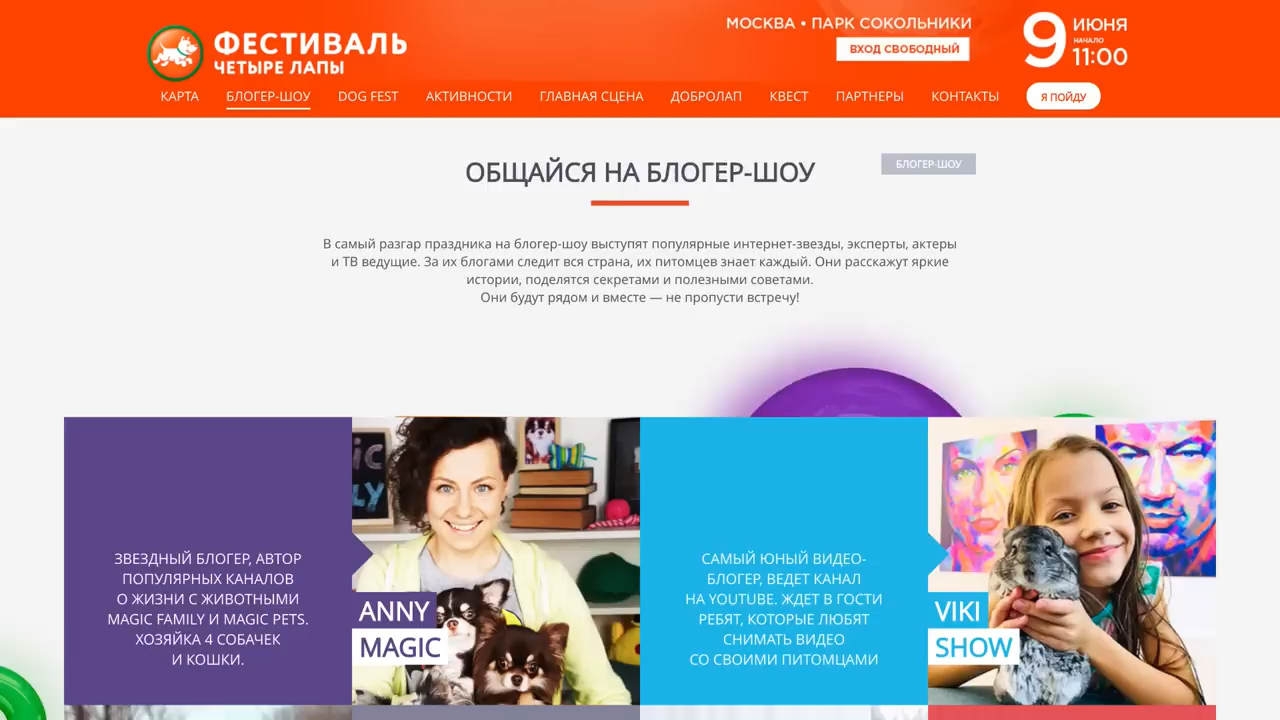 ФЕСТИВАЛЬ
ЧЕТЫРЕ ЛАПЫ
МОСКВА • ПАРК СОКОЛЬНИКИ
ВХОД СВОБОДНЫЙ
9 ИЮНЯ
НАЧАЛО
11:00
КАРТА БЛОГЕР-ШОУ DOG FEST АКТИВНОСТИ ГЛАВНАЯ СЦЕНА ДОБРОЛАП КВЕСТ ПАРТНЕРЫ КОНТАКТЫ Я ПОЙДУ
ОБЩАЙСЯ НА БЛОГЕР-ШОУ
БЛОГЕР-ШОУ
В самый разгар праздника на блогер-шоу выступят популярные интернет-звезды, эксперты, актеры
и ТВ ведущие. За их блогами следит вся страна, их питомцев знает каждый. Они расскажут яркие
истории, поделятся секретами и полезными советами.
Они будут рядом и вместе — не пропусти встречу!
ЗВЕЗДНЫЙ БЛОГЕР, АВТОР
ПОПУЛЯРНЫХ КАНАЛОВ
О ЖИЗНИ С ЖИВОТНЫМИ
MAGIC FAMILY И MAGIC PETS.
ХОЗЯЙКА 4 СОБАЧЕК
И КОШКИ.
ANNY
MAGIC
САМЫЙ ЮНЫЙ ВИДЕО-
БЛОГЕР, ВЕДЕТ КАНАЛ
НА YOUTUBE. ЖДЕТ В ГОСТИ
РЕБЯТ, КОТОРЫЕ ЛЮБЯТ
СНИМАТЬ ВИДЕО
СО СВОИМИ ПИТОМЦАМИ
VIKI
SHOW